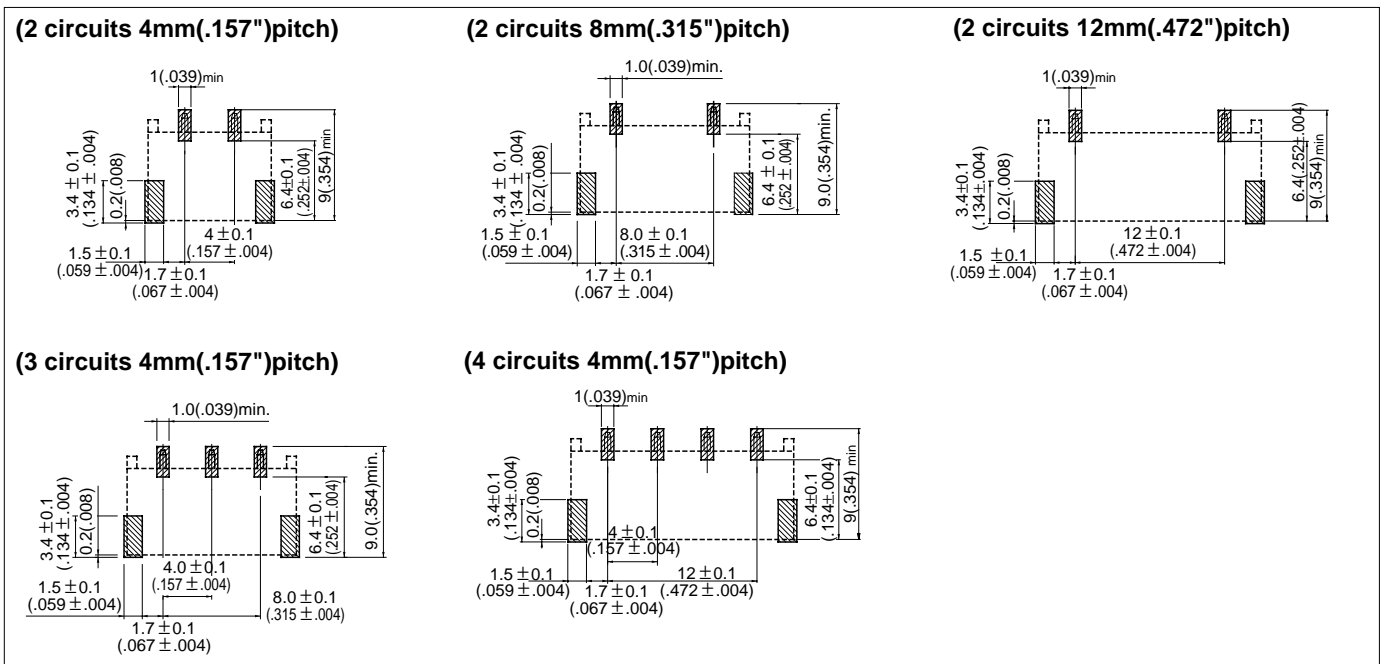 (2 circuits 4mm(.157")pitch)
1(.039)min
3.4 ± 0.1
(.134 ± .004)
0.2(.008)
6.4±0.1
(.252±.004)
9(.354)min
4 ±0.1
(.157 ±.004)
1.5 ±0.1
(.059 ±.004)
1.7 ±0.1
(.067 ±.004)
(2 circuits 8mm(.315")pitch)
1.0(.039)min.
3.4 ± 0.1
(.134 ± .004)
0.2(.008)
6.4 ± 0.1
(.252 ±.004)
9.0(.354)min.
1.5 ± 0.1
(.059 ±.004)
8.0 ± 0.1
(.315 ±.004)
1.7 ± 0.1
(.067 ± .004)
(2 circuits 12mm(.472")pitch)
1(.039)min
3.4±0.1
(.134±.004)
0.2(.008)
6.4(.252±.004)
9(.354)min
12 ±0.1
(.472 ±.004)
1.5 ±0.1
(.059 ±.004)
1.7 ±0.1
(.067 ±.004)
(3 circuits 4mm(.157")pitch)
1.0(.039)min.
3.4 ±0.1
(.134 ±.004)
0.2(.008)
6.4 ±0.1
(.252 ±.004)
9.0(.354)min.
4.0 ±0.1
(.157 ±.004)
1.5 ±0.1
(.059 ±.004)
8.0 ±0.1
(.315 ±.004)
1.7 ±0.1
(.067 ±.004)
(4 circuits 4mm(.157")pitch)
1(.039)min
3.4±0.1
(.134±.004)
0.2(.008)
6.4±0.1
(.134±.004)
9(.354) min
4 ±0.1
(.157 ±.004)
1.5 ±0.1
(.059 ±.004)
12 ±0.1
(.472 ±.004)
1.7 ±0.1
(.067 ±.004)